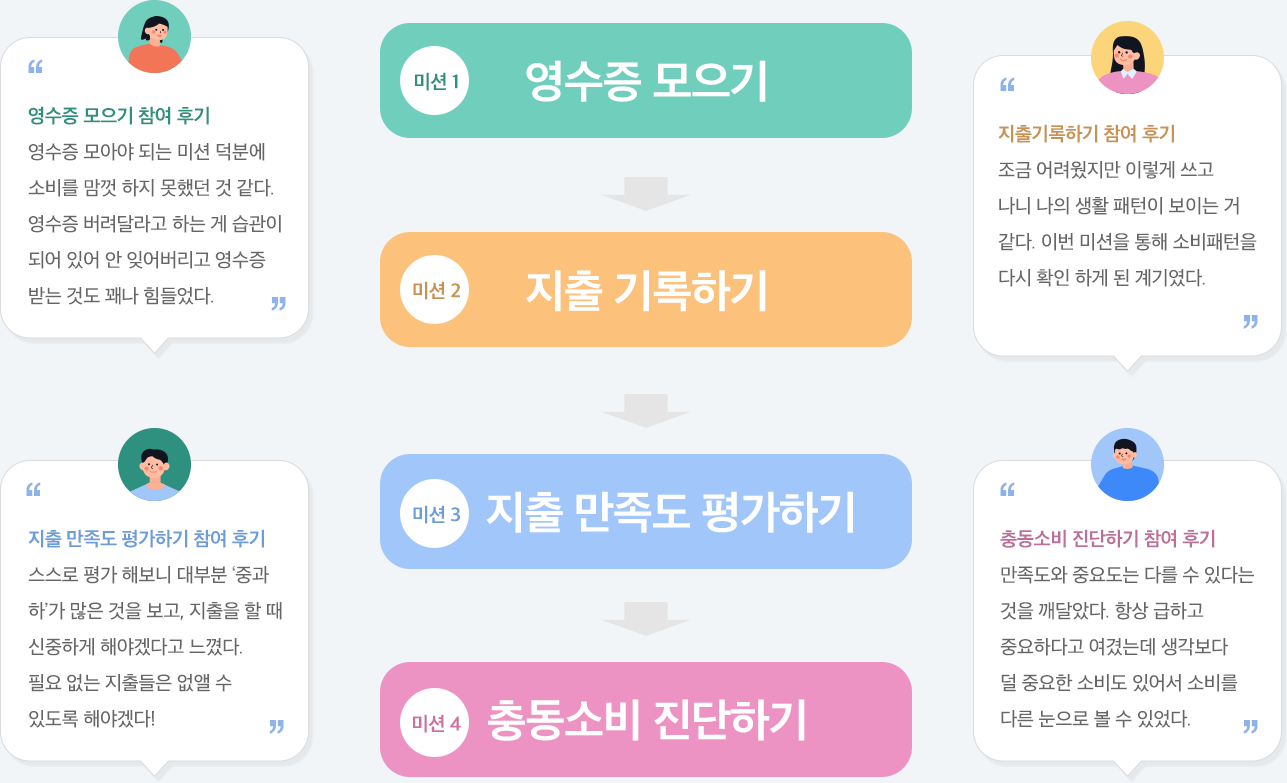 미션 1
영수증 모으기
미션 2
지출 기록하기
미션 3
지출 만족도 평가하기
미션 4
충동소비 진단하기
“
영수증 모으기 참여 후기
영수증 모아야 되는 미션 덕분에
소비를 맘껏 하지 못했던 것 같다.
영수증 버려달라고 하는 게 습관이
되어 있어 안 잊어버리고 영수증
받는 것도 꽤나 힘들었다.
”
“
지출기록하기 참여 후기
조금 어려웠지만 이렇게 쓰고
나니 나의 생활 패턴이 보이는 거
같다. 이번 미션을 통해 소비패턴을
다시 확인 하게 된 계기였다.
”
“
지출 만족도 평가하기 참여 후기
스스로 평가 해보니 대부분 ‘중과
하’가 많은 것을 보고, 지출을 할 때
신중하게 해야겠다고 느꼈다.
필요 없는 지출들은 없앨 수
있도록 해야겠다!
”
“
충동소비 진단하기 참여 후기
만족도와 중요도는 다를 수 있다는
것을 깨달았다. 항상 급하고
중요하다고 여겼는데 생각보다
덜 중요한 소비도 있어서 소비를
다른 눈으로 볼 수 있었다.
”